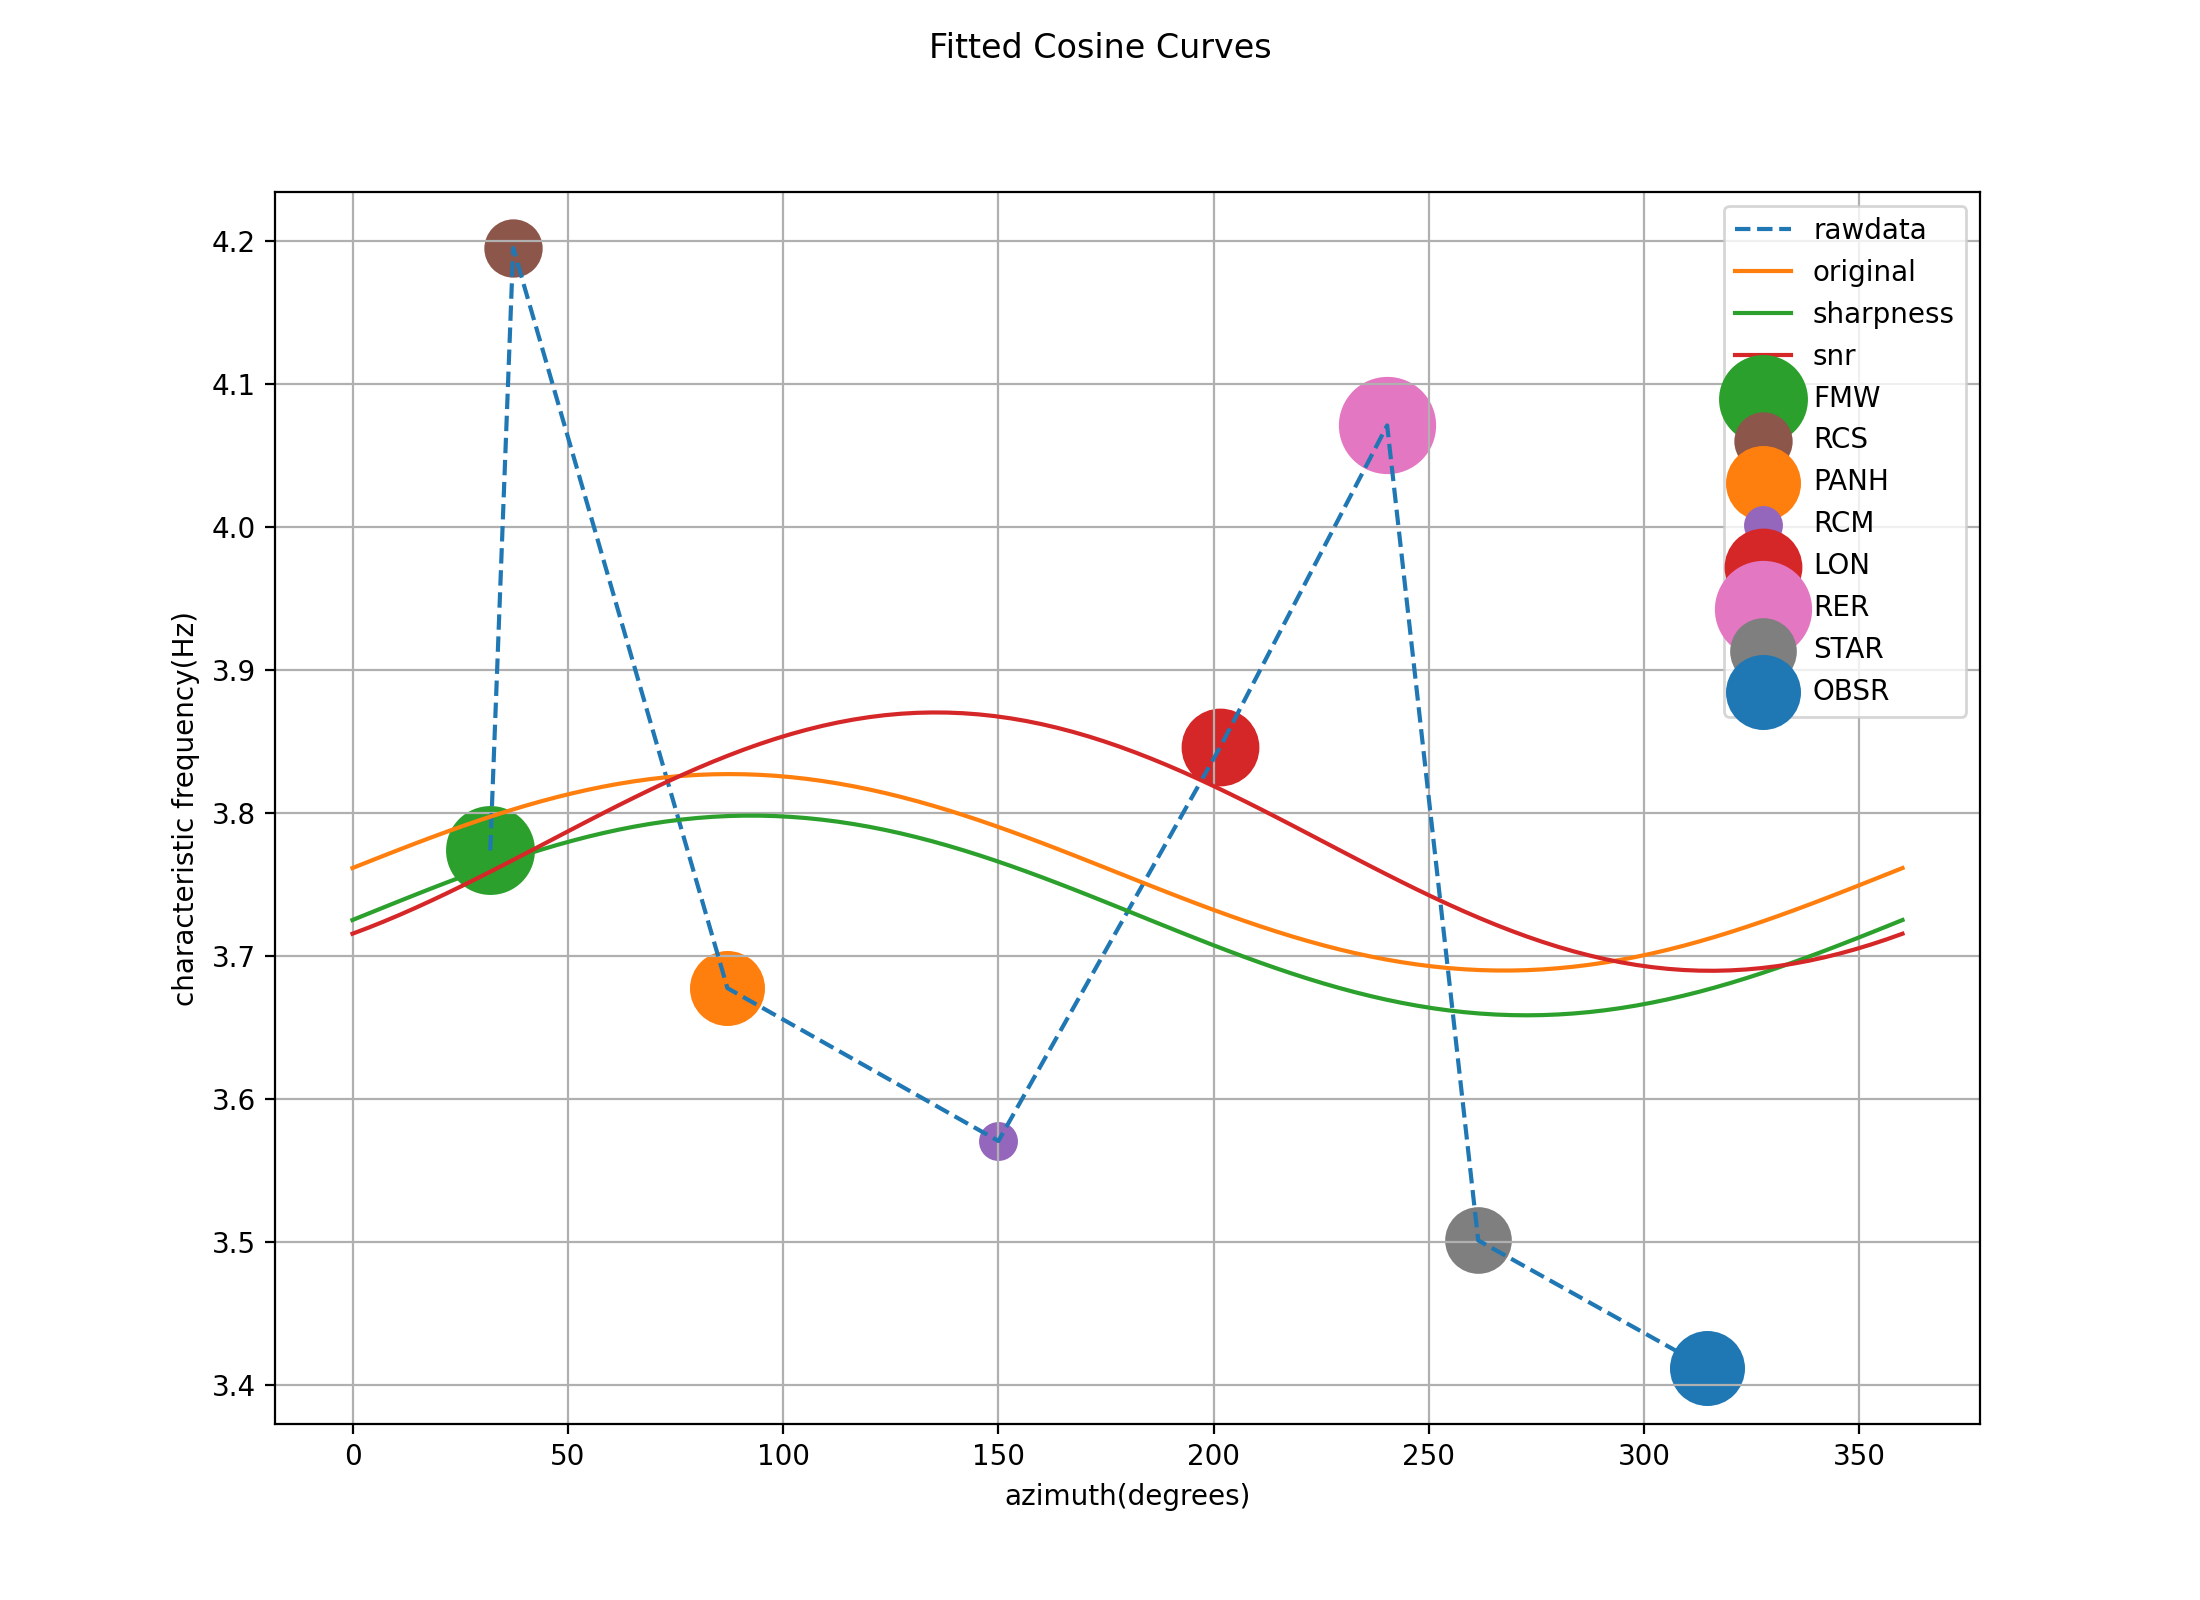 Fitted Cosine Curves
4.2
4.1
4.0
3.9
3.8
3.7
3.6
3.5
3.4
characteristic frequency(Hz)
rawdata
original
sharpness
snr
FMW
RCS
PANH
RCM
LON
RER
STAR
OBSR
0 50 100 150 200 250 300 350
azimuth(degrees)